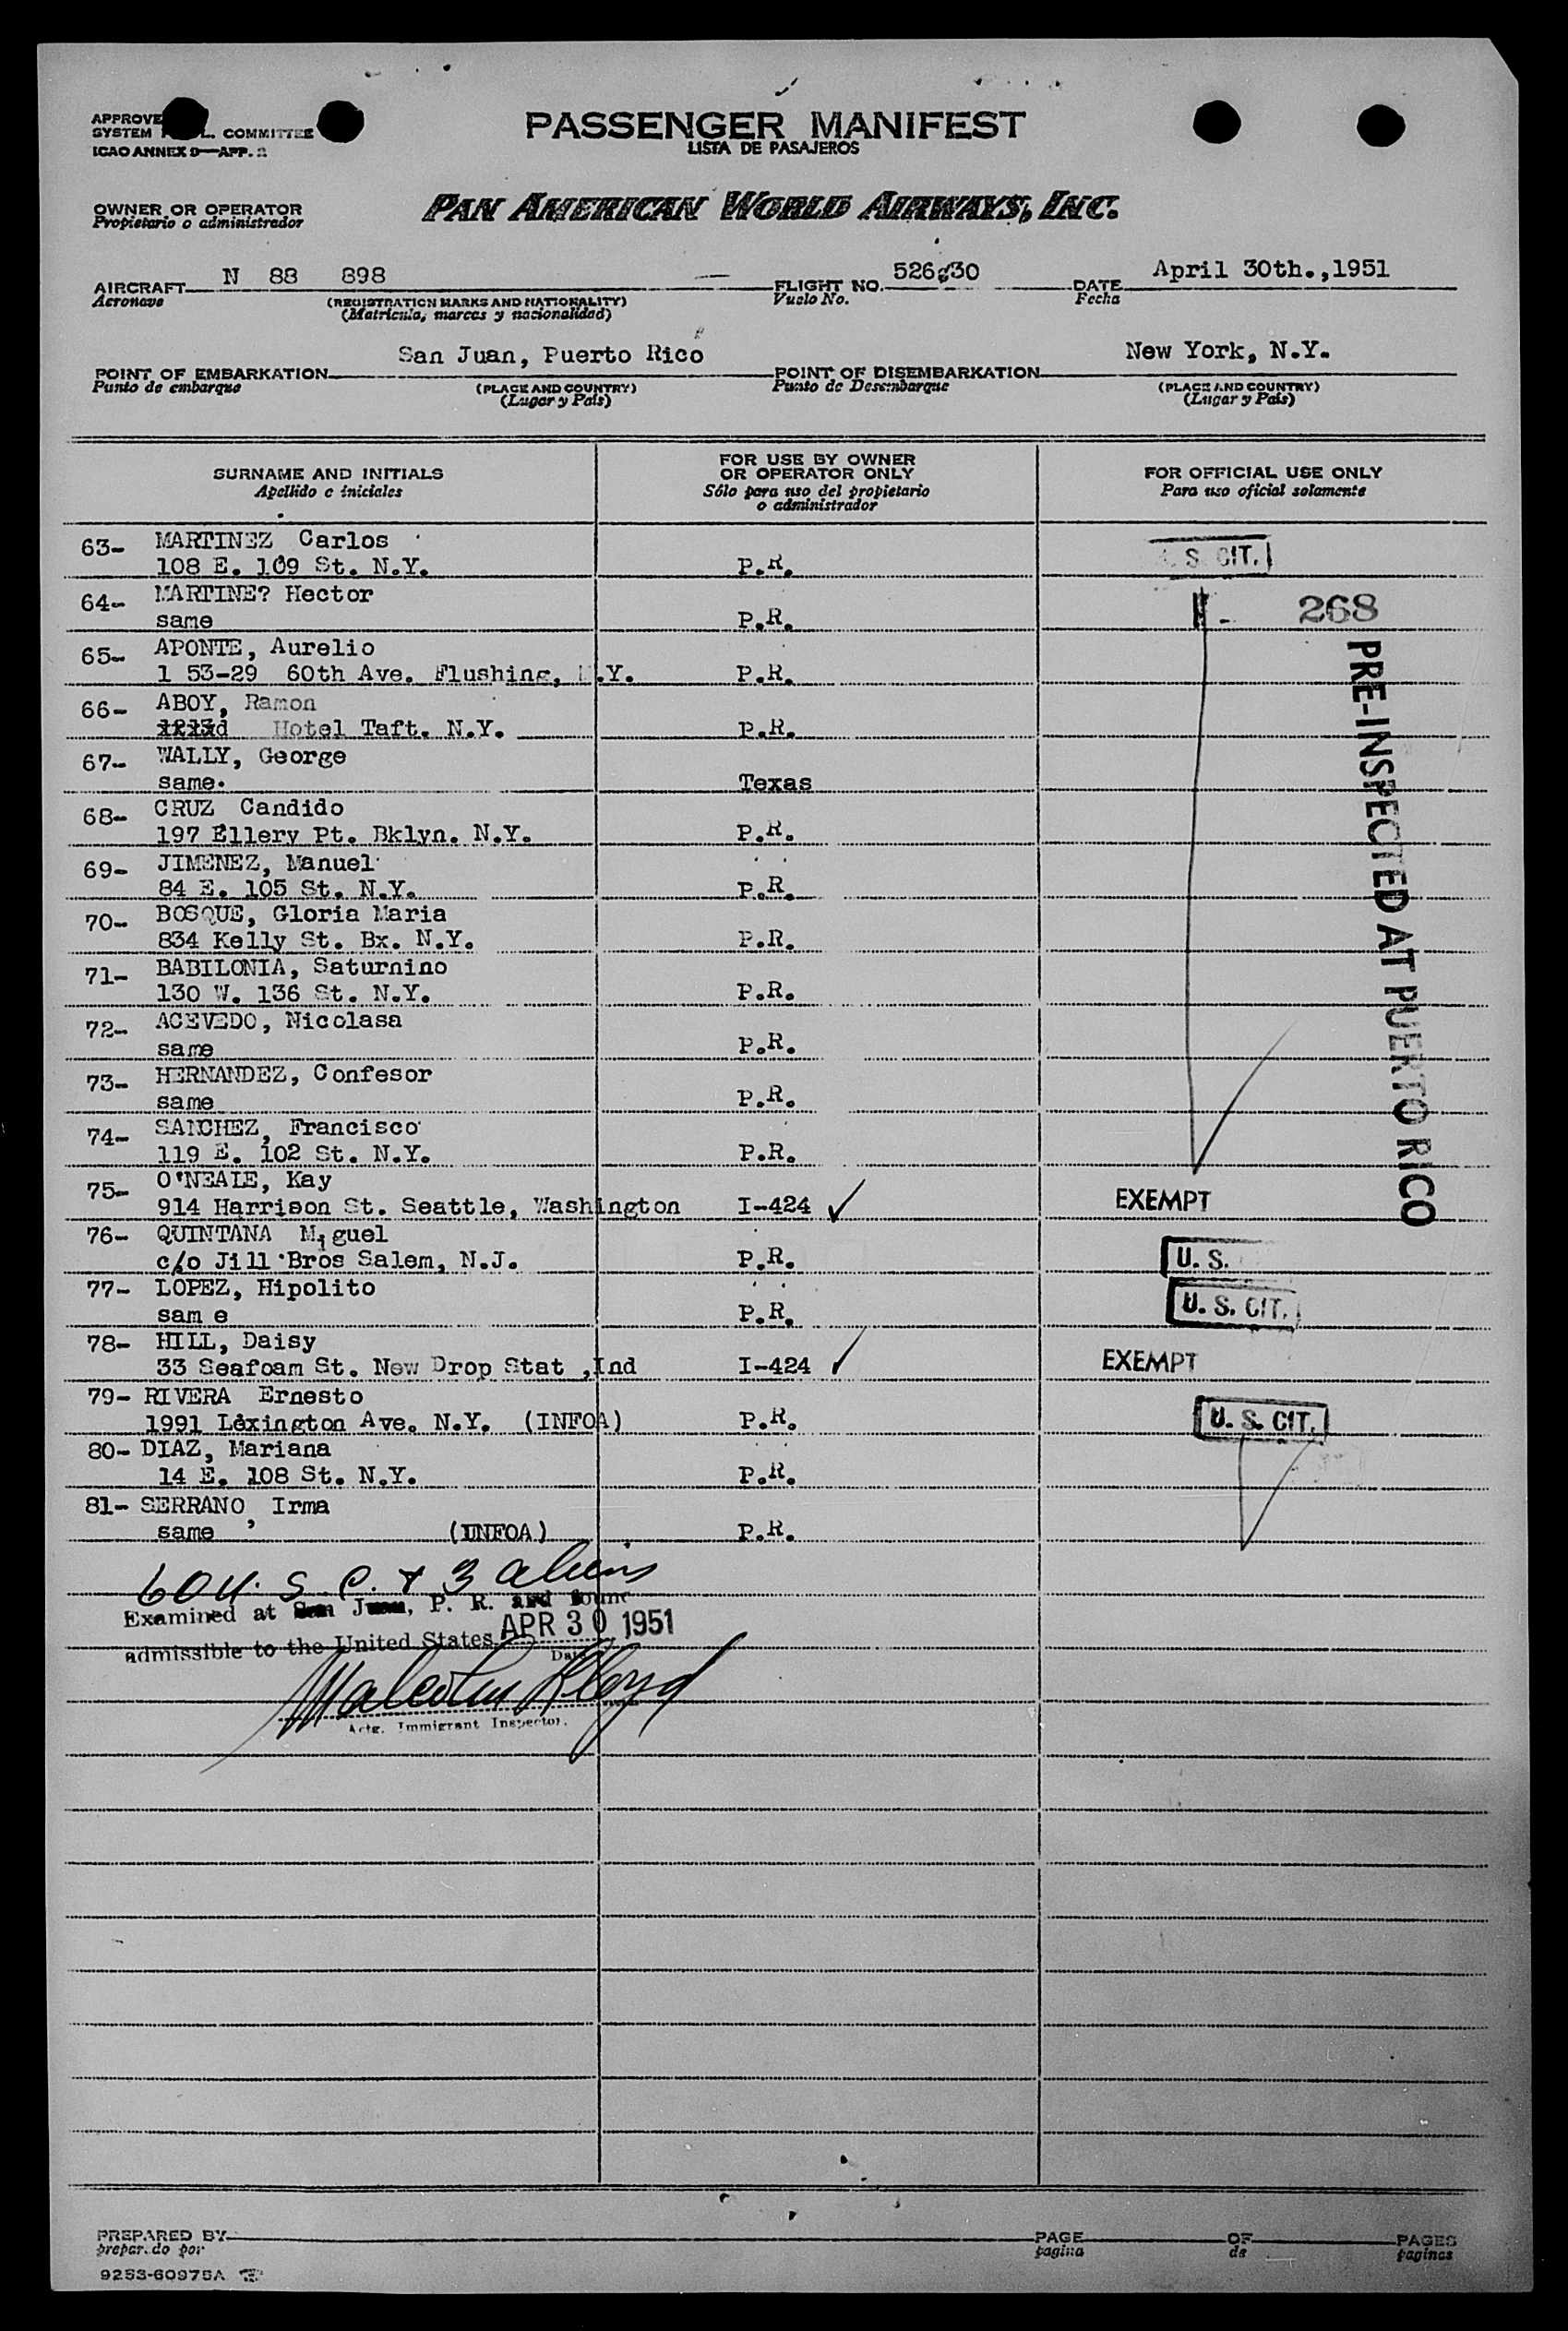 PASSENGER MANIFEST
LISTA DE PASAJEROS
SYSTEM COMMITTEE
ICAO ANNEX 9—APP. 2
OWNER OR OPERATOR
Propietario o administrador
PAN AMERICAN WORLD AIRWAYS, INC.
AIRCRAFT N 88 898
Aeronave
(REGISTRATION MARKS AND NATIONALITY)
(Matricula, marcas y nacionalidad)
FLIGHT NO. 526/30
Vuelo No.
DATE April 30th.,1951
Fecha
POINT OF EMBARKATION San Juan, Puerto Rico
Punto de embarque
(PLACE AND COUNTRY)
(Lugar y País)
POINT OF DISEMBARKATION New York, N.Y.
Punto de Desembarque
(PLACE AND COUNTRY)
(Lugar y País)
SURNAME AND INITIALS
Apellido e iniciales
FOR USE BY OWNER
OR OPERATOR ONLY
Sólo para uso del propietario
o administrador
FOR OFFICIAL USE ONLY
Para uso oficial solamente
63- MARTINEZ Carlos
108 E. 109 St. N.Y. P.R. S. CIT.
64- MARTINE? Hector
same P.R. 268
65- APONTE, Aurelio
1 53-29 60th Ave. Flushing, .Y. P.R.
66- ABOY, Ramon
Hotel Taft. N.Y. P.R.
67- WALLY, George
same. Texas
68- CRUZ Candido
197 Ellery Pt. Bklyn. N.Y. P.R.
69- JIMENEZ, Manuel
84 E. 105 St. N.Y. P.R.
70- BOSQUE, Gloria Maria
834 Kelly St. Bx. N.Y. P.R.
71- BABILONIA, Saturnino
130 W. 136 St. N.Y. P.R.
72- ACEVEDO, Nicolasa
same P.R.
73- HERNANDEZ, Confesor
same P.R.
74- SANCHEZ, Francisco
119 E. 102 St. N.Y. P.R.
PRE-INSPECTED AT PUERTO RICO
75- O'NEALE, Kay
914 Harrison St. Seattle, Washington I-424 ✓ EXEMPT
76- QUINTANA Miguel
c/o Jill Bros Salem, N.J. P.R. U. S.
77- LOPEZ, Hipolito
sam e P.R. U. S. CIT.
78- HILL, Daisy
33 Seafoam St. New Drop Stat ,Ind I-424 ✓ EXEMPT
79- RIVERA Ernesto
1991 Lexington Ave. N.Y. (INFOA) P.R. U. S. CIT.
80- DIAZ, Mariana
14 E. 108 St. N.Y. P.R.
81- SERRANO, Irma
same (INFOA) P.R.
60 U. S. C. + 3 aliens
Examined at San Juan, P. R. and found
admissible to the United States APR 30 1951
Date
Malcolm Lloyd
Actg. Immigrant Inspector.
PREPARED BY
preparado por
PAGE
pagina
OF
de
PAGES
paginas
9253-60975A